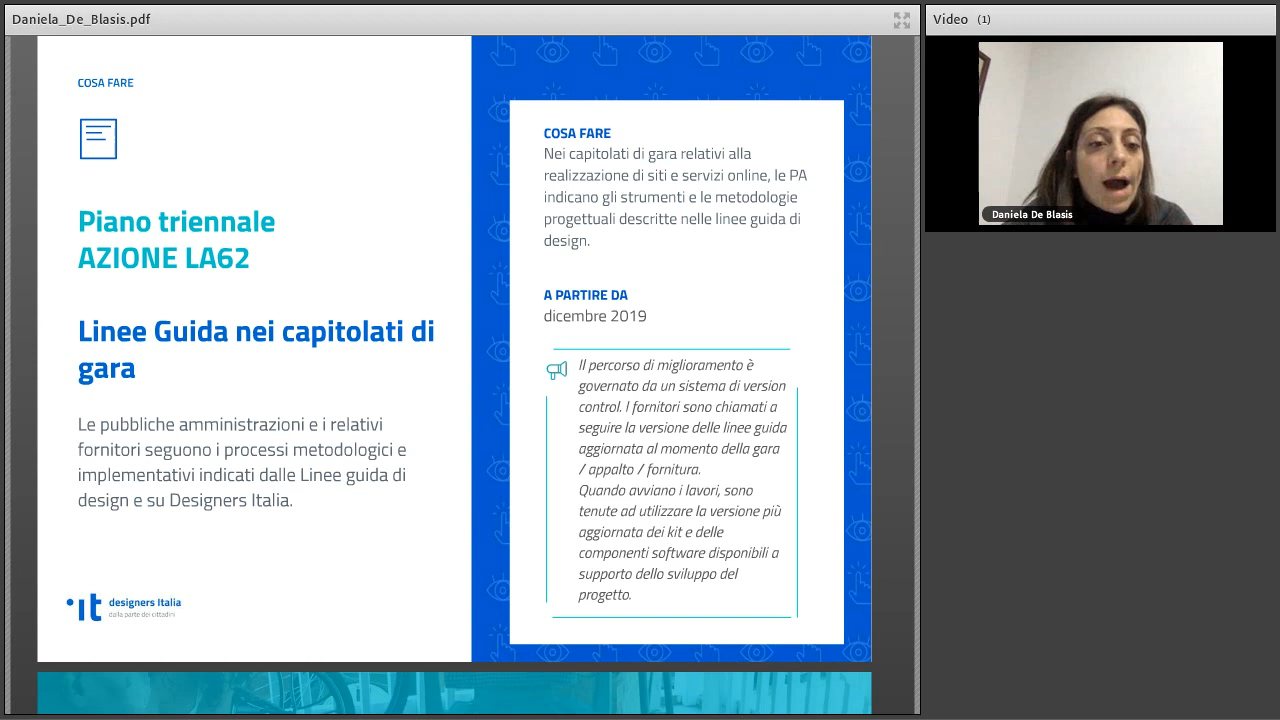 Daniela_De_Blasis.pdf
COSA FARE
Piano triennale
AZIONE LA62
Linee Guida nei capitolati di
gara
Le pubbliche amministrazioni e i relativi
fornitori seguono i processi metodologici e
implementativi indicati dalle Linee guida di
design e su Designers Italia.
it designers Italia
dalla parte dei cittadini
COSA FARE
Nei capitolati di gara relativi alla
realizzazione di siti e servizi online, le PA
indicano gli strumenti e le metodologie
progettuali descritte nelle linee guida di
design.
A PARTIRE DA
dicembre 2019
Il percorso di miglioramento è
governato da un sistema di version
control. I fornitori sono chiamati a
seguire la versione delle linee guida
aggiornata al momento della gara
/ appalto / fornitura.
Quando avviano i lavori, sono
tenute ad utilizzare la versione più
aggiornata dei kit e delle
componenti software disponibili a
supporto dello sviluppo del
progetto.
Video (1)
Daniela De Blasis